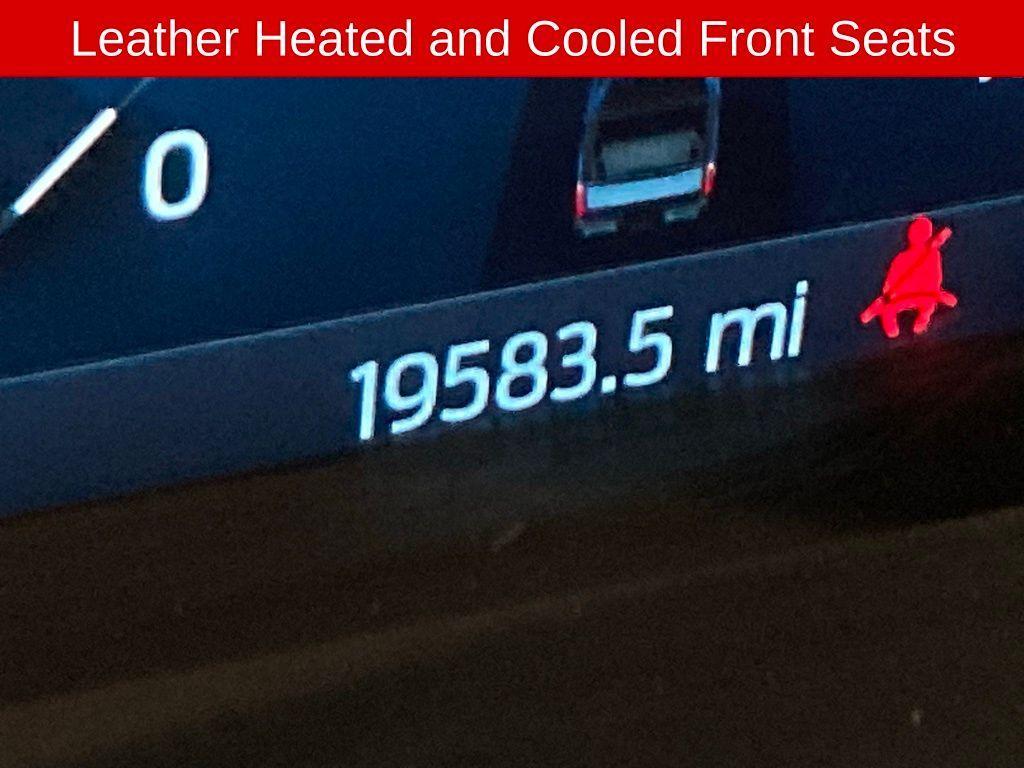 Leather Heated and Cooled Front Seats
0
19583.5 mi